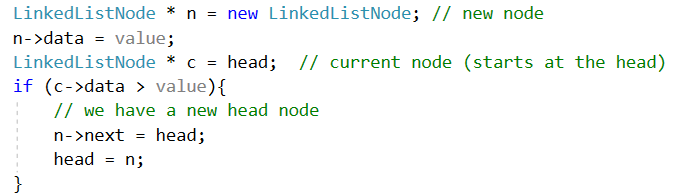 LinkedListNode * n = new LinkedListNode; // new node
n->data = value;
LinkedListNode * c = head;  // current node (starts at the head)
if (c->data > value){
    // we have a new head node
    n->next = head;
    head = n;
}